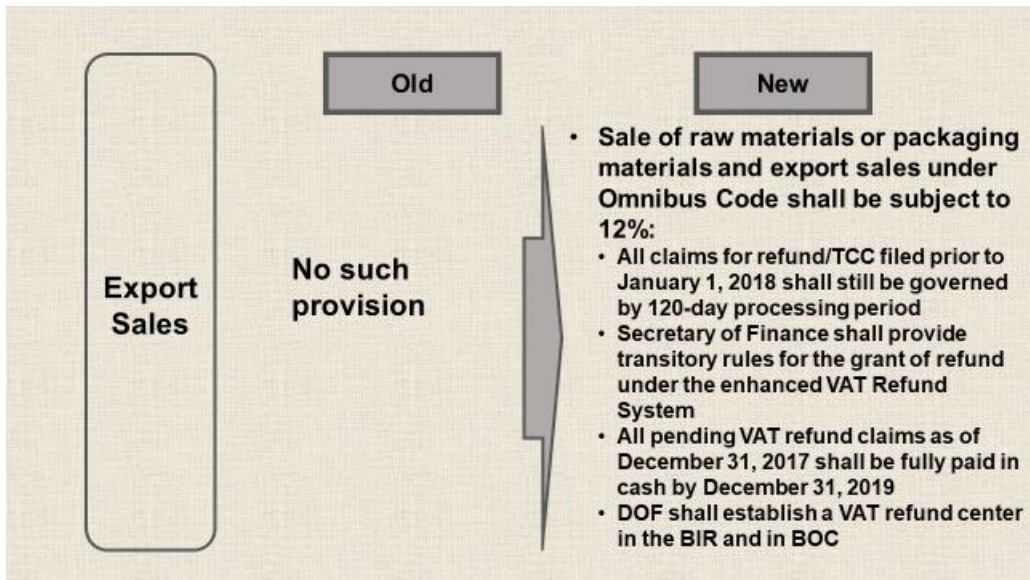 Old
New
Export
Sales
No such
provision
• Sale of raw materials or packaging
materials and export sales under
Omnibus Code shall be subject to
12%:
• All claims for refund/TCC filed prior to
January 1, 2018 shall still be governed
by 120-day processing period
• Secretary of Finance shall provide
transitory rules for the grant of refund
under the enhanced VAT Refund
System
• All pending VAT refund claims as of
December 31, 2017 shall be fully paid in
cash by December 31, 2019
• DOF shall establish a VAT refund center
in the BIR and in BOC